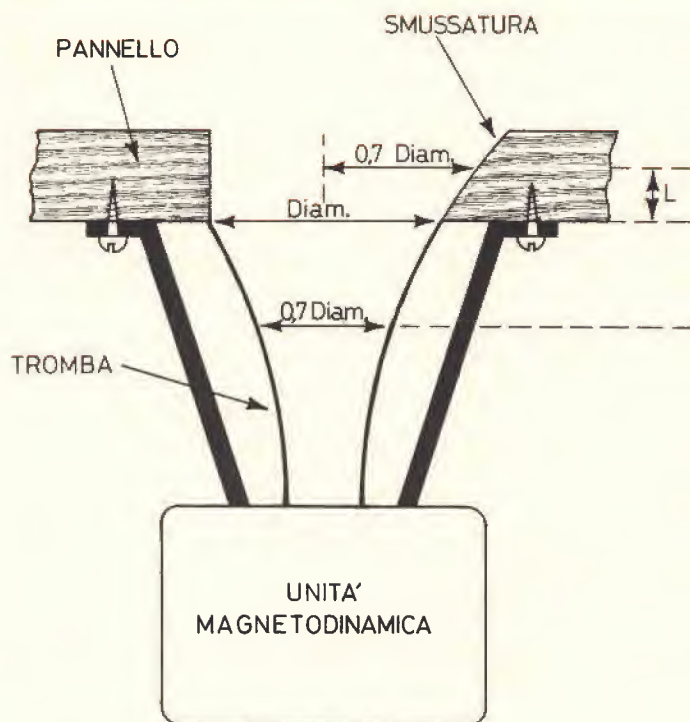 SMUSSATURA
PANNELLO
0,7 Diam.
L
Diam.
0,7 Diam.
TROMBA
UNITA'
MAGNETODINAMICA